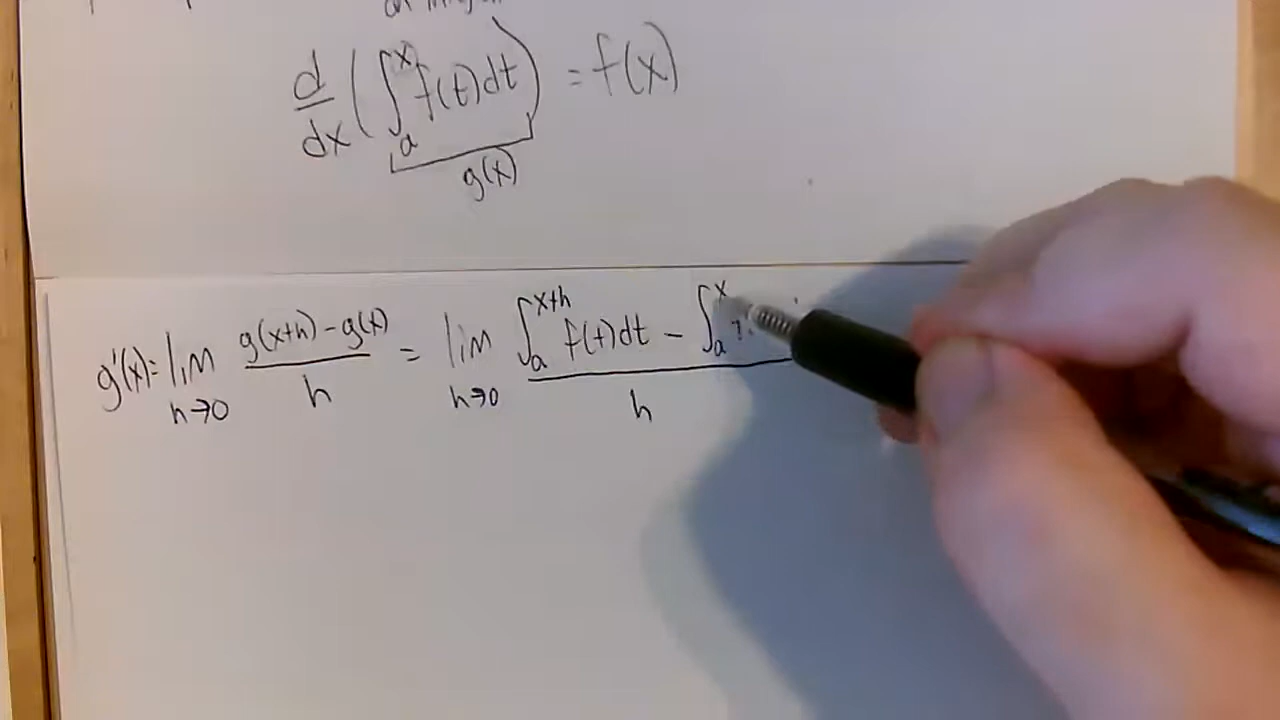 d/dx (∫_a^x f(t)dt) = f(x)
g(x)
g'(x) = lim_{h→0} (g(x+h) - g(x))/h = lim_{h→0} (∫_a^{x+h} f(t)dt - ∫_a^x)/h